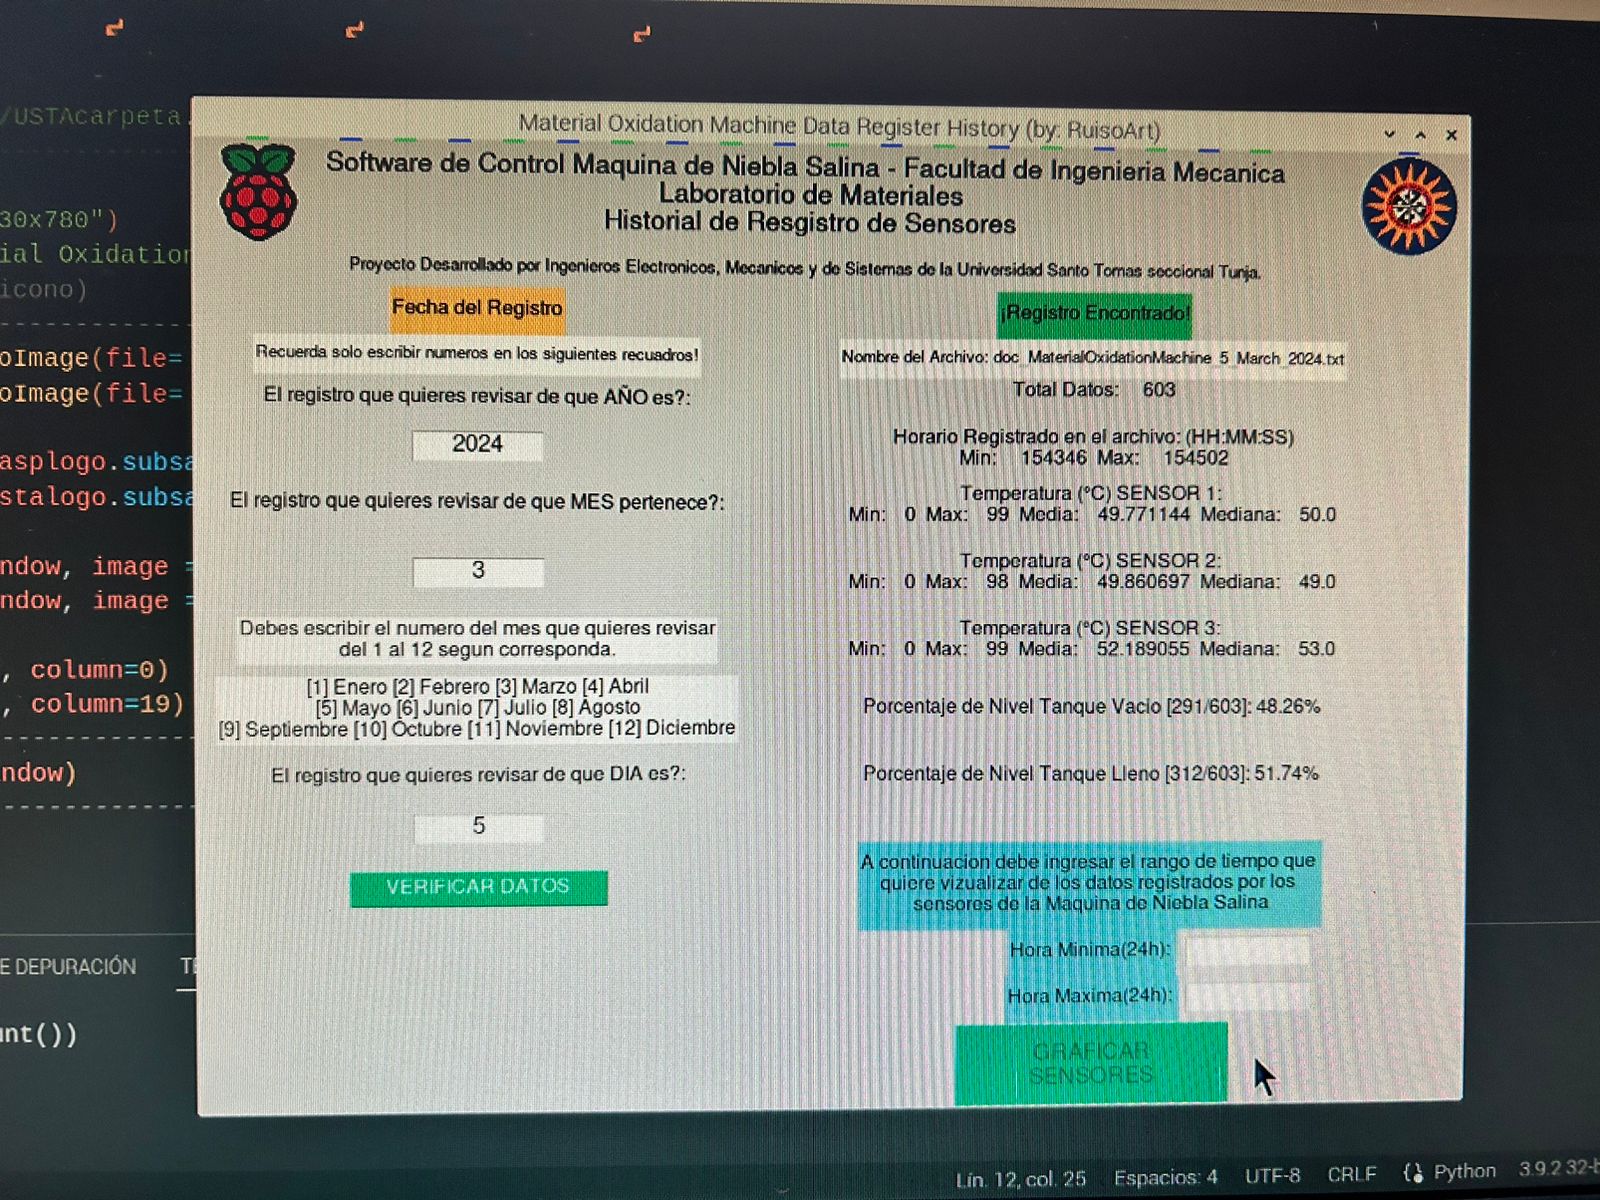 Material Oxidation Machine Data Register History (by: RuisoArt)
Software de Control Maquina de Niebla Salina - Facultad de Ingenieria Mecanica
Laboratorio de Materiales
Historial de Resgistro de Sensores
Proyecto Desarrollado por Ingenieros Electronicos, Mecanicos y de Sistemas de la Universidad Santo Tomas seccional Tunja.
Fecha del Registro
Recuerda solo escribir numeros en los siguientes recuadros!
El registro que quieres revisar de que AÑO es?:
2024
El registro que quieres revisar de que MES pertenece?:
3
Debes escribir el numero del mes que quieres revisar
del 1 al 12 segun corresponda.
[1] Enero [2] Febrero [3] Marzo [4] Abril
[5] Mayo [6] Junio [7] Julio [8] Agosto
[9] Septiembre [10] Octubre [11] Noviembre [12] Diciembre
El registro que quieres revisar de que DIA es?:
5
VERIFICAR DATOS
¡Registro Encontrado!
Nombre del Archivo: doc_MaterialOxidationMachine_5_March_2024.txt
Total Datos: 603
Horario Registrado en el archivo: (HH:MM:SS)
Min: 154346 Max: 154502
Temperatura (ºC) SENSOR 1:
Min: 0 Max: 99 Media: 49.771144 Mediana: 50.0
Temperatura (ºC) SENSOR 2:
Min: 0 Max: 98 Media: 49.860697 Mediana: 49.0
Temperatura (ºC) SENSOR 3:
Min: 0 Max: 99 Media: 52.189055 Mediana: 53.0
Porcentaje de Nivel Tanque Vacio [291/603]: 48.26%
Porcentaje de Nivel Tanque Lleno [312/603]: 51.74%
A continuacion debe ingresar el rango de tiempo que
quiere vizualizar de los datos registrados por los
sensores de la Maquina de Niebla Salina
Hora Minima(24h):
Hora Maxima(24h):
GRAFICAR
SENSORES
/USTAcarpeta.
30x780")
ial Oxidation
icono)
oImage(file=
oImage(file=
asplogo.subsa
stalogo.subsa
ndow, image =
ndow, image =
, column=0)
, column=19)
ndow)
E DEPURACIÓN TE
unt())
Lín. 12, col. 25 Espacios: 4 UTF-8 CRLF Python 3.9.2 32-b